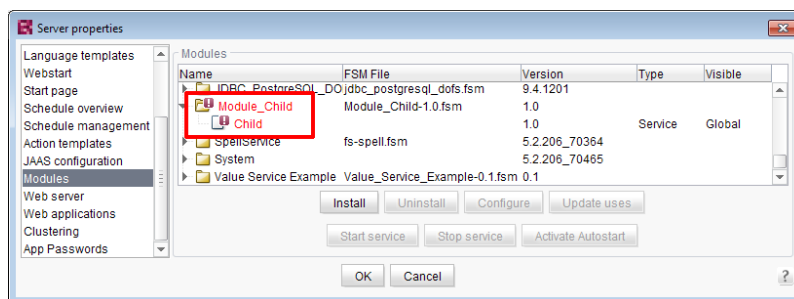 Server properties
Language templates
Webstart
Start page
Schedule overview
Schedule management
Action templates
JAAS configuration
Modules
Web server
Web applications
Clustering
App Passwords
Modules
Name FSM File Version Type Visible
JDBC_PostgreSQL_DO jdbc_postgresql_dofs.fsm 9.4.1201
Module_Child Module_Child-1.0.fsm 1.0
Child 1.0 Service Global
SpellService fs-spell.fsm 5.2.206_70364
System 5.2.206_70465
Value Service Example Value_Service_Example-0.1.fsm 0.1
Install Uninstall Configure Update uses
Start service Stop service Activate Autostart
OK Cancel ?